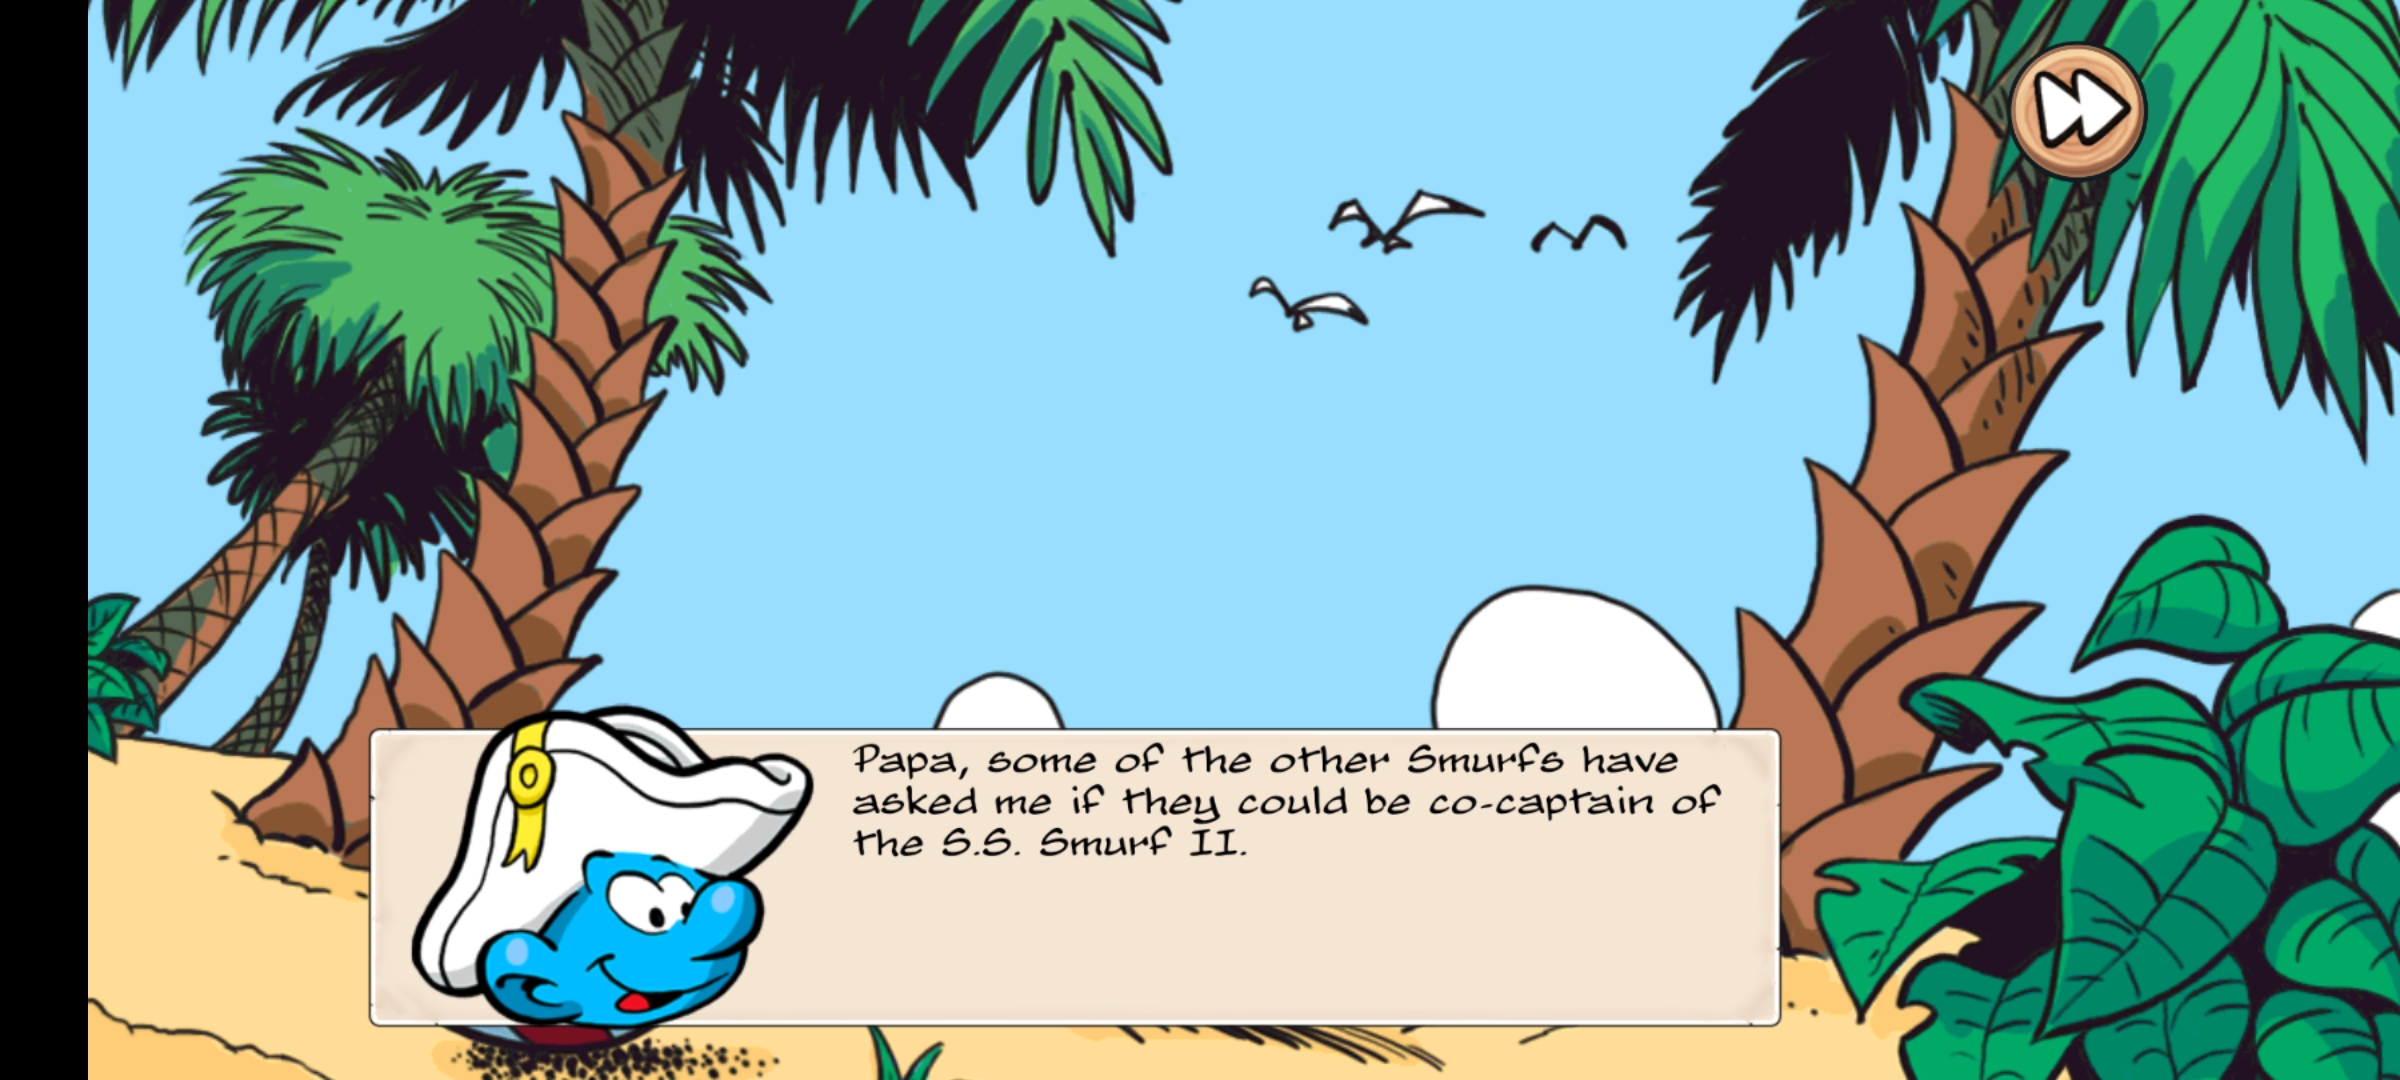 Papa, some of the other Smurfs have
asked me if they could be co-captain of
the S.S. Smurf II.